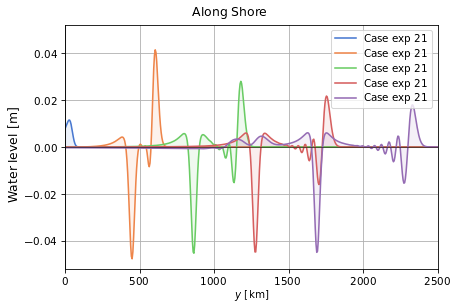 Along Shore
Water level [m]
0.04
0.02
0.00
−0.02
−0.04
Case exp 21
Case exp 21
Case exp 21
Case exp 21
Case exp 21
0 500 1000 1500 2000 2500
y [km]